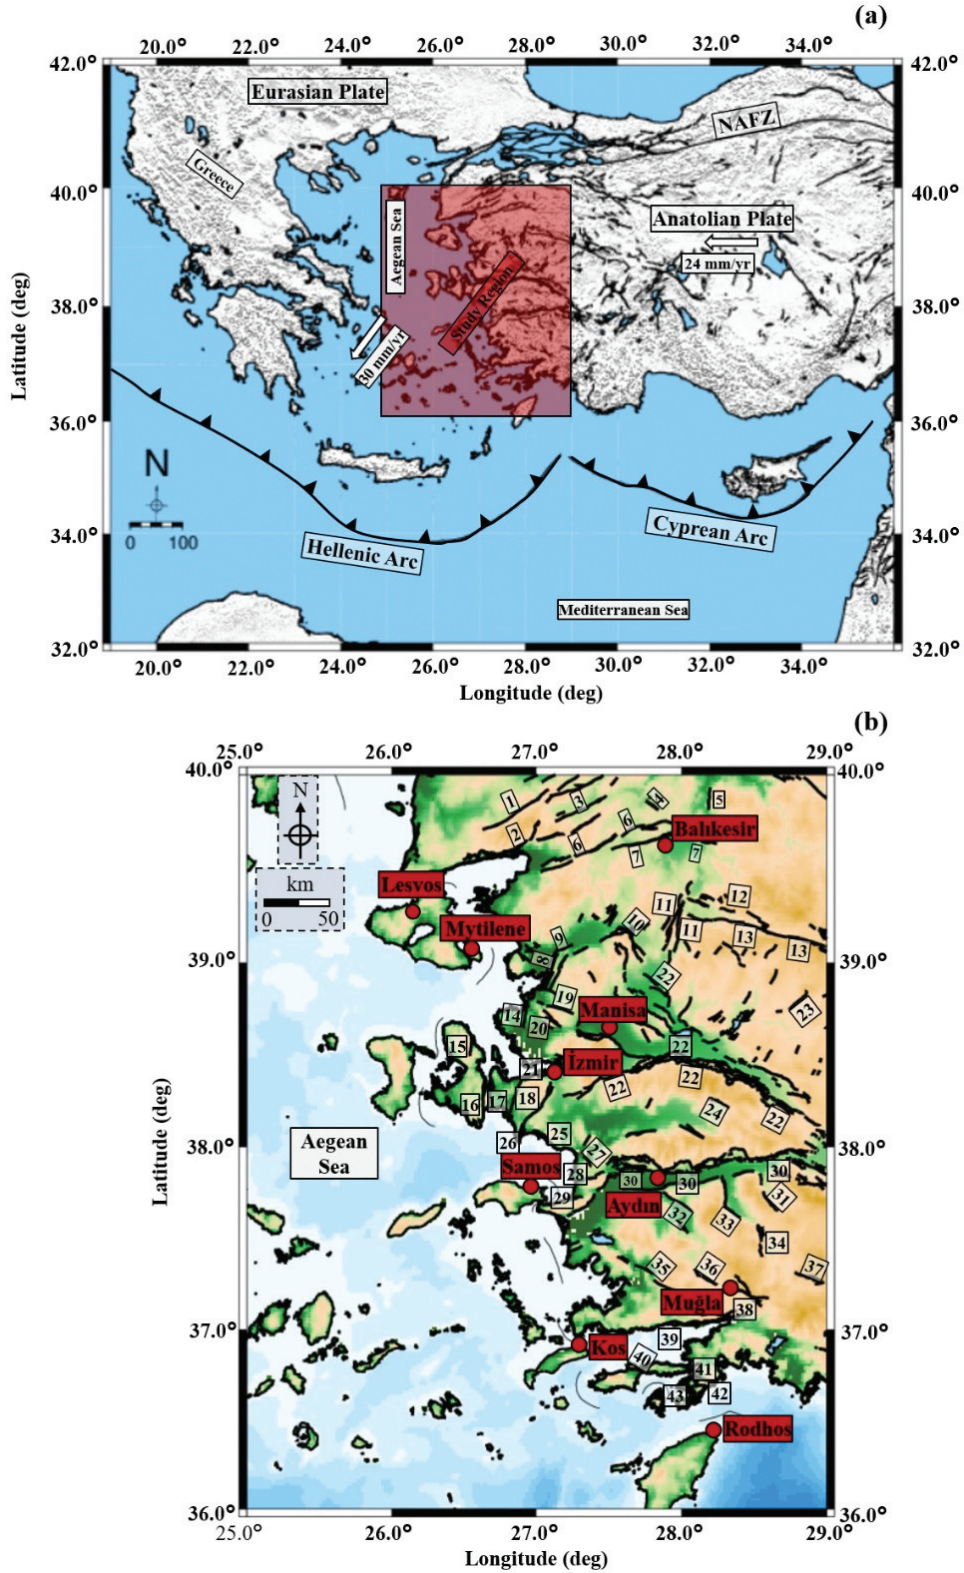 (a)
20.0° 22.0° 24.0° 26.0° 28.0° 30.0° 32.0° 34.0°
42.0° 42.0°
Eurasian Plate
NAFZ
Greece
40.0° 40.0°
Aegean Sea
Anatolian Plate
24 mm/yr
Study Region
38.0° 38.0°
30 mm/yr
Latitude (deg)
36.0° 36.0°
N
0 100
34.0° 34.0°
Hellenic Arc
Cyprean Arc
Mediterranean Sea
32.0° 32.0°
20.0° 22.0° 24.0° 26.0° 28.0° 30.0° 32.0° 34.0°
Longitude (deg)
(b)
25.0° 26.0° 27.0° 28.0° 29.0°
40.0° 40.0°
N
1 3 4 5
2 6 6
Balıkesir
7 7
km
0 50
Lesvos
Mytilene
11 12
10
9 11 13 13
8
39.0° 39.0°
22
19
Manisa
23
14 20
15
22
İzmir
21
22 22
16 17 18
24 22
Latitude (deg)
26 25
38.0° 38.0°
Aegean
Sea
27
Samos
28 30 30 30
29
Aydın
31
32 33
34
35 36 37
Muğla
38
37.0° 37.0°
39
Kos
40 41
43 42
Rodhos
36.0° 36.0°
25.0° 26.0° 27.0° 28.0° 29.0°
Longitude (deg)